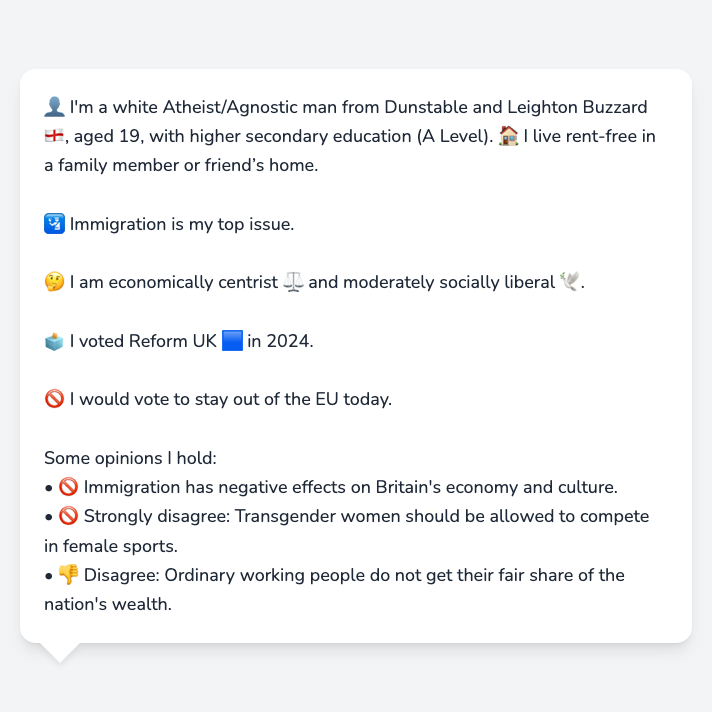 👤 I'm a white Atheist/Agnostic man from Dunstable and Leighton Buzzard
🏴󠁧󠁢󠁥󠁮󠁧󠁿, aged 19, with higher secondary education (A Level). 🏠 I live rent-free in
a family member or friend’s home.
🛂 Immigration is my top issue.
🤔 I am economically centrist ⚖️ and moderately socially liberal 🕊️.
🗳️ I voted Reform UK 🟦 in 2024.
🚫 I would vote to stay out of the EU today.
Some opinions I hold:
• 🚫 Immigration has negative effects on Britain's economy and culture.
• 🚫 Strongly disagree: Transgender women should be allowed to compete
in female sports.
• 👎 Disagree: Ordinary working people do not get their fair share of the
nation's wealth.